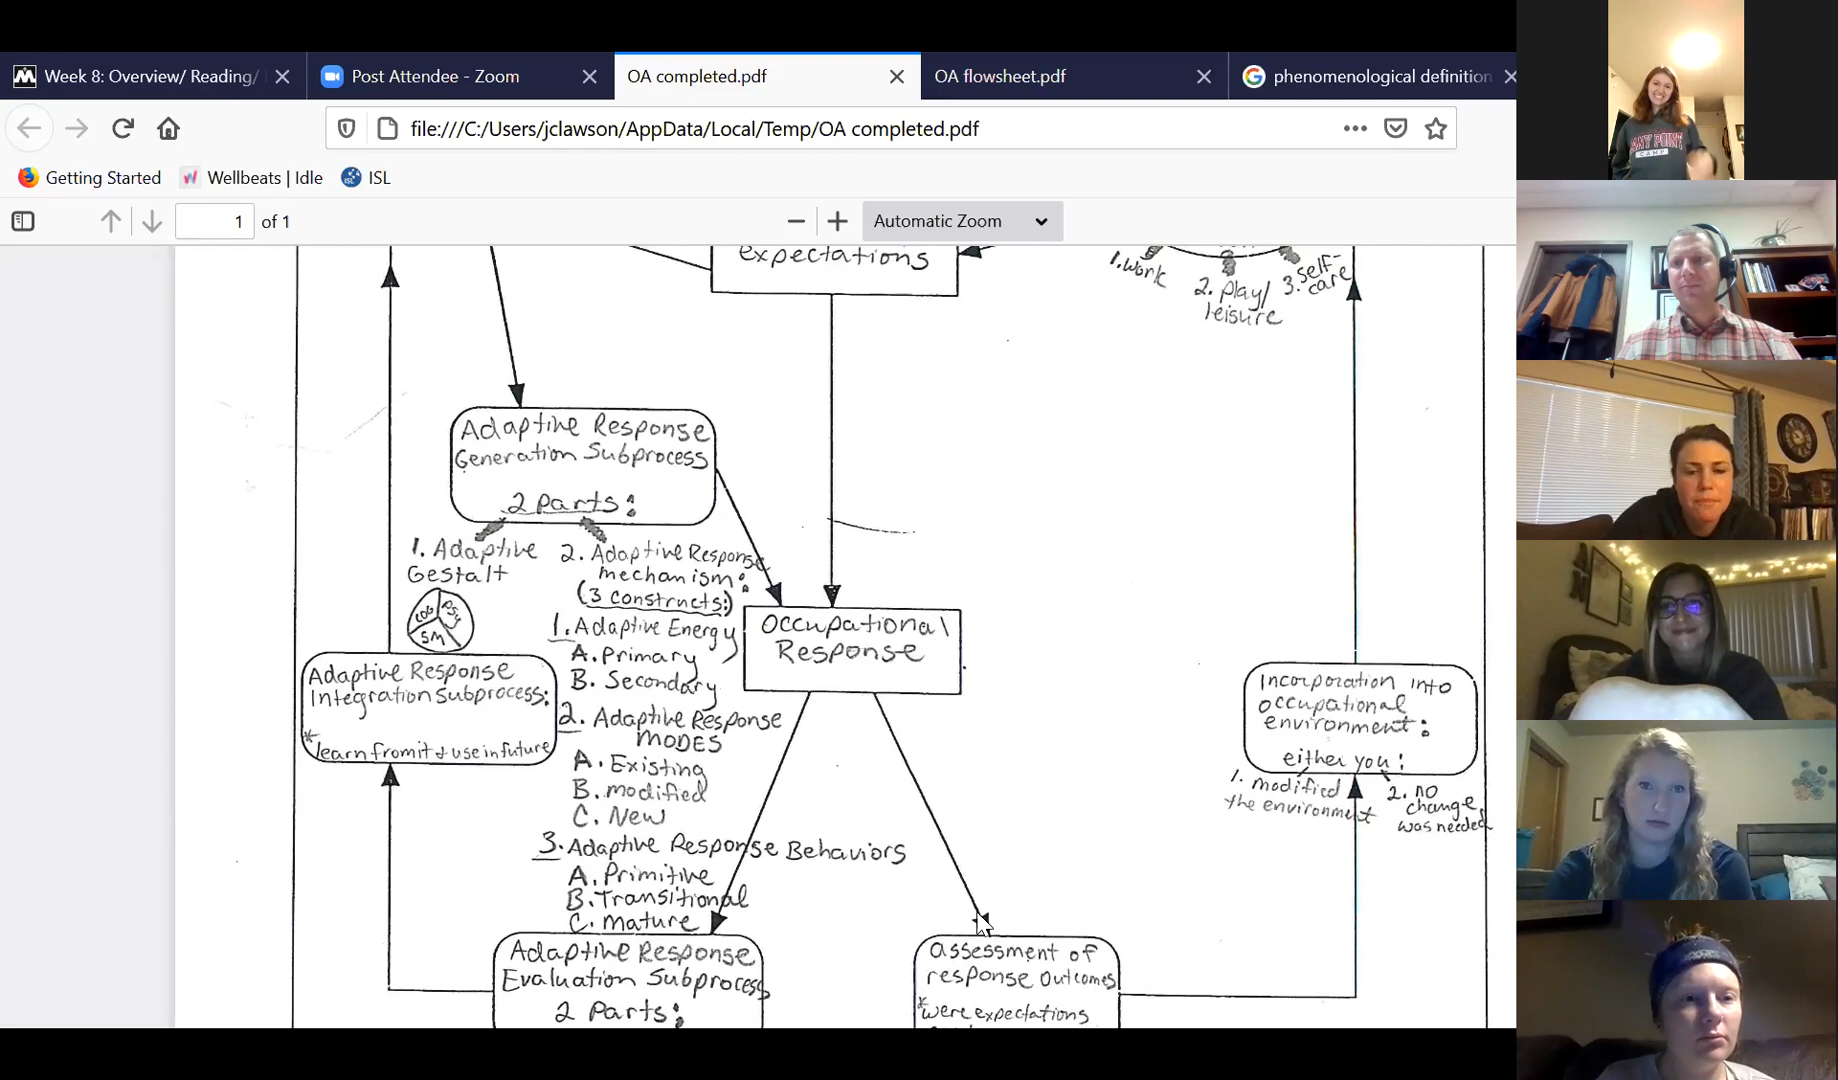 Week 8: Overview/ Reading/
Post Attendee - Zoom
OA completed.pdf
OA flowsheet.pdf
phenomenological definition
file:///C:/Users/jclawson/AppData/Local/Temp/OA completed.pdf
Getting Started
Wellbeats | Idle
ISL
1 of 1
Automatic Zoom
expectations
1. Work
2. Play/
leisure
3. self-
care
Adaptive Response
Generation Subprocess
2 Parts:
1. Adaptive
Gestalt
COG
PSY
SM
2. Adaptive Response
mechanism:
(3 constructs:)
1. Adaptive Energy
A. Primary
B. Secondary
2. Adaptive Response
MODES
A. Existing
B. modified
C. New
3. Adaptive Response Behaviors
A. Primitive
B. Transitional
C. Mature
Occupational
Response
Adaptive Response
Integration Subprocess:
* learn from it + use in future
Incorporation into
occupational
environment:
either you:
1. modified
the environment
2. no
change
was needed
Adaptive Response
Evaluation Subprocess
2 Parts:
assessment of
response outcomes
*were expectations
ANY POINT
CAMP